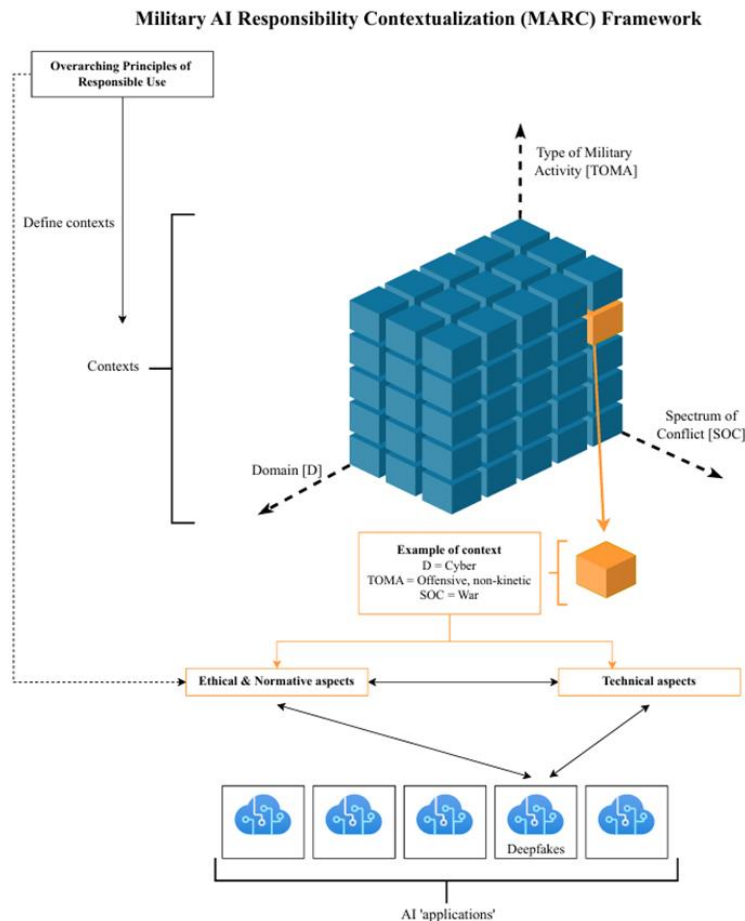 Military AI Responsibility Contextualization (MARC) Framework
Overarching Principles of
Responsible Use
Type of Military
Activity [TOMA]
Define contexts
Contexts
Spectrum of
Conflict [SOC]
Domain [D]
Example of context
D = Cyber
TOMA = Offensive, non-kinetic
SOC = War
Ethical & Normative aspects
Technical aspects
Deepfakes
AI 'applications'